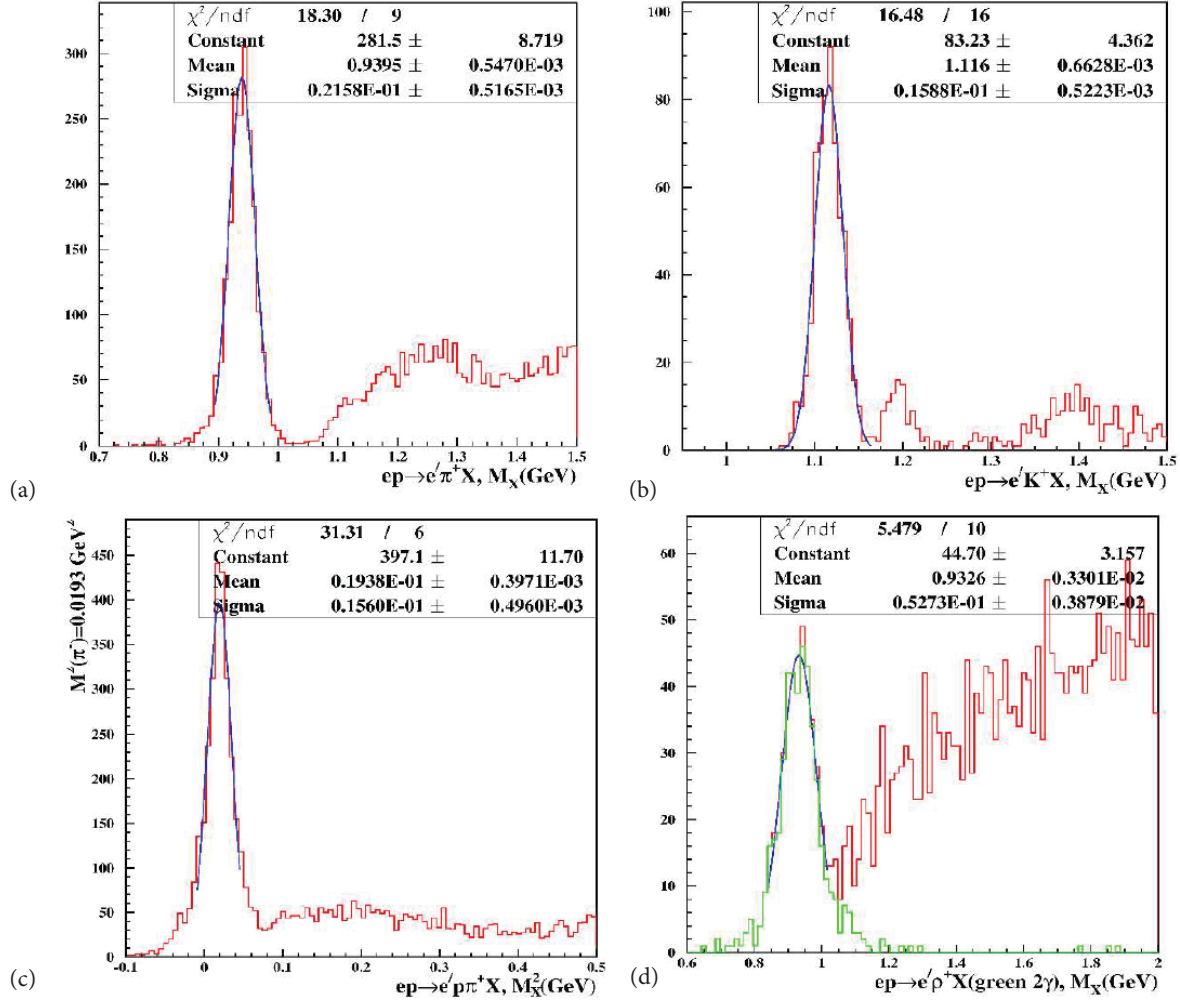 χ²/ndf 18.30 / 9
Constant 281.5 ± 8.719
Mean 0.9395 ± 0.5470E-03
Sigma 0.2158E-01 ± 0.5165E-03
300
250
200
150
100
50
0
0.7 0.8 0.9 1 1.1 1.2 1.3 1.4 1.5
ep→e′π⁺X, M_X(GeV)
(a)
χ²/ndf 16.48 / 16
Constant 83.23 ± 4.362
Mean 1.116 ± 0.6628E-03
Sigma 0.1588E-01 ± 0.5223E-03
100
80
60
40
20
0
1 1.1 1.2 1.3 1.4 1.5
ep→e′K⁺X, M_X(GeV)
(b)
χ²/ndf 31.31 / 6
Constant 397.1 ± 11.70
Mean 0.1938E-01 ± 0.3971E-03
Sigma 0.1560E-01 ± 0.4960E-03
M²(π⁻)=0.0193 GeV²
450
400
350
300
250
200
150
100
50
0
-0.1 0 0.1 0.2 0.3 0.4 0.5
ep→e′pπ⁺X, M_X²(GeV)
(c)
χ²/ndf 5.479 / 10
Constant 44.70 ± 3.157
Mean 0.9326 ± 0.3301E-02
Sigma 0.5273E-01 ± 0.3879E-02
60
50
40
30
20
10
0
0.6 0.8 1 1.2 1.4 1.6 1.8 2
ep→e′ρ⁺X(green 2γ), M_X(GeV)
(d)